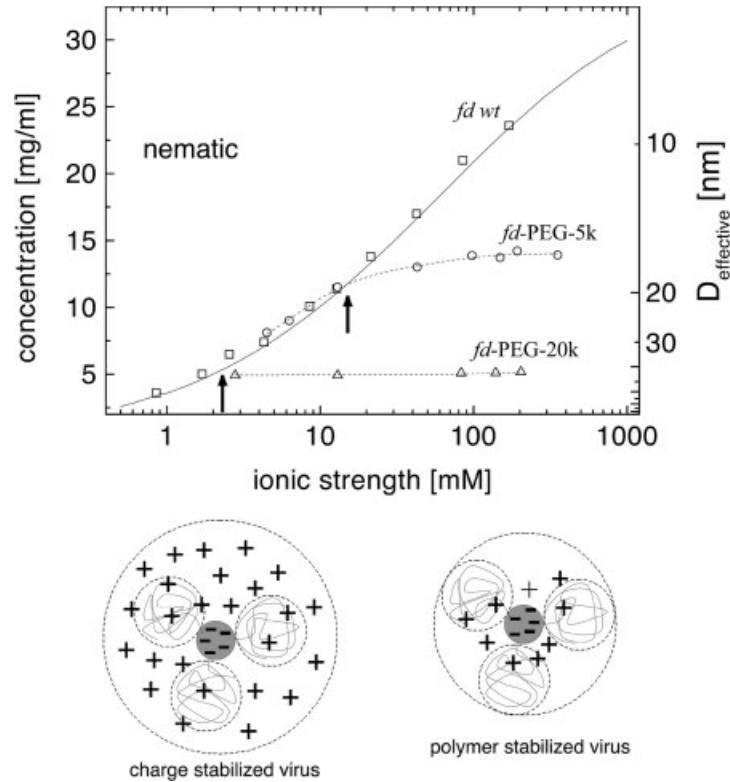 30
25
20
15
10
5
concentration [mg/ml]
nematic
fd wt
fd-PEG-5k
fd-PEG-20k
10
20
30
D effective [nm]
1 10 100 1000
ionic strength [mM]
charge stabilized virus
polymer stabilized virus